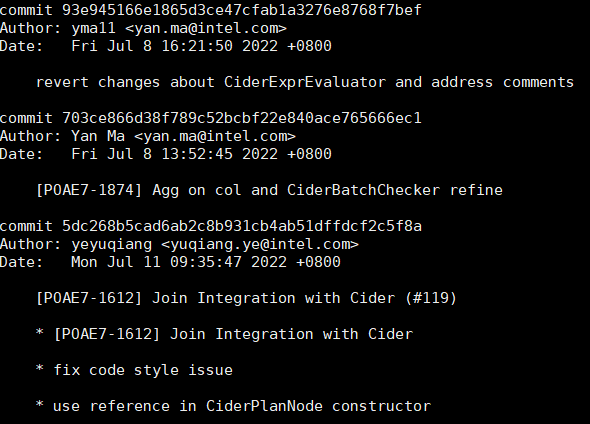 commit 93e945166e1865d3ce47cfab1a3276e8768f7bef
Author: yma11 <yan.ma@intel.com>
Date:   Fri Jul 8 16:21:50 2022 +0800
revert changes about CiderExprEvaluator and address comments
commit 703ce866d38f789c52bcbf22e840ace765666ec1
Author: Yan Ma <yan.ma@intel.com>
Date:   Fri Jul 8 13:52:45 2022 +0800
[POAE7-1874] Agg on col and CiderBatchChecker refine
commit 5dc268b5cad6ab2c8b931cb4ab51dffdcf2c5f8a
Author: yeyuqiang <yuqiang.ye@intel.com>
Date:   Mon Jul 11 09:35:47 2022 +0800
[POAE7-1612] Join Integration with Cider (#119)
* [POAE7-1612] Join Integration with Cider
* fix code style issue
* use reference in CiderPlanNode constructor